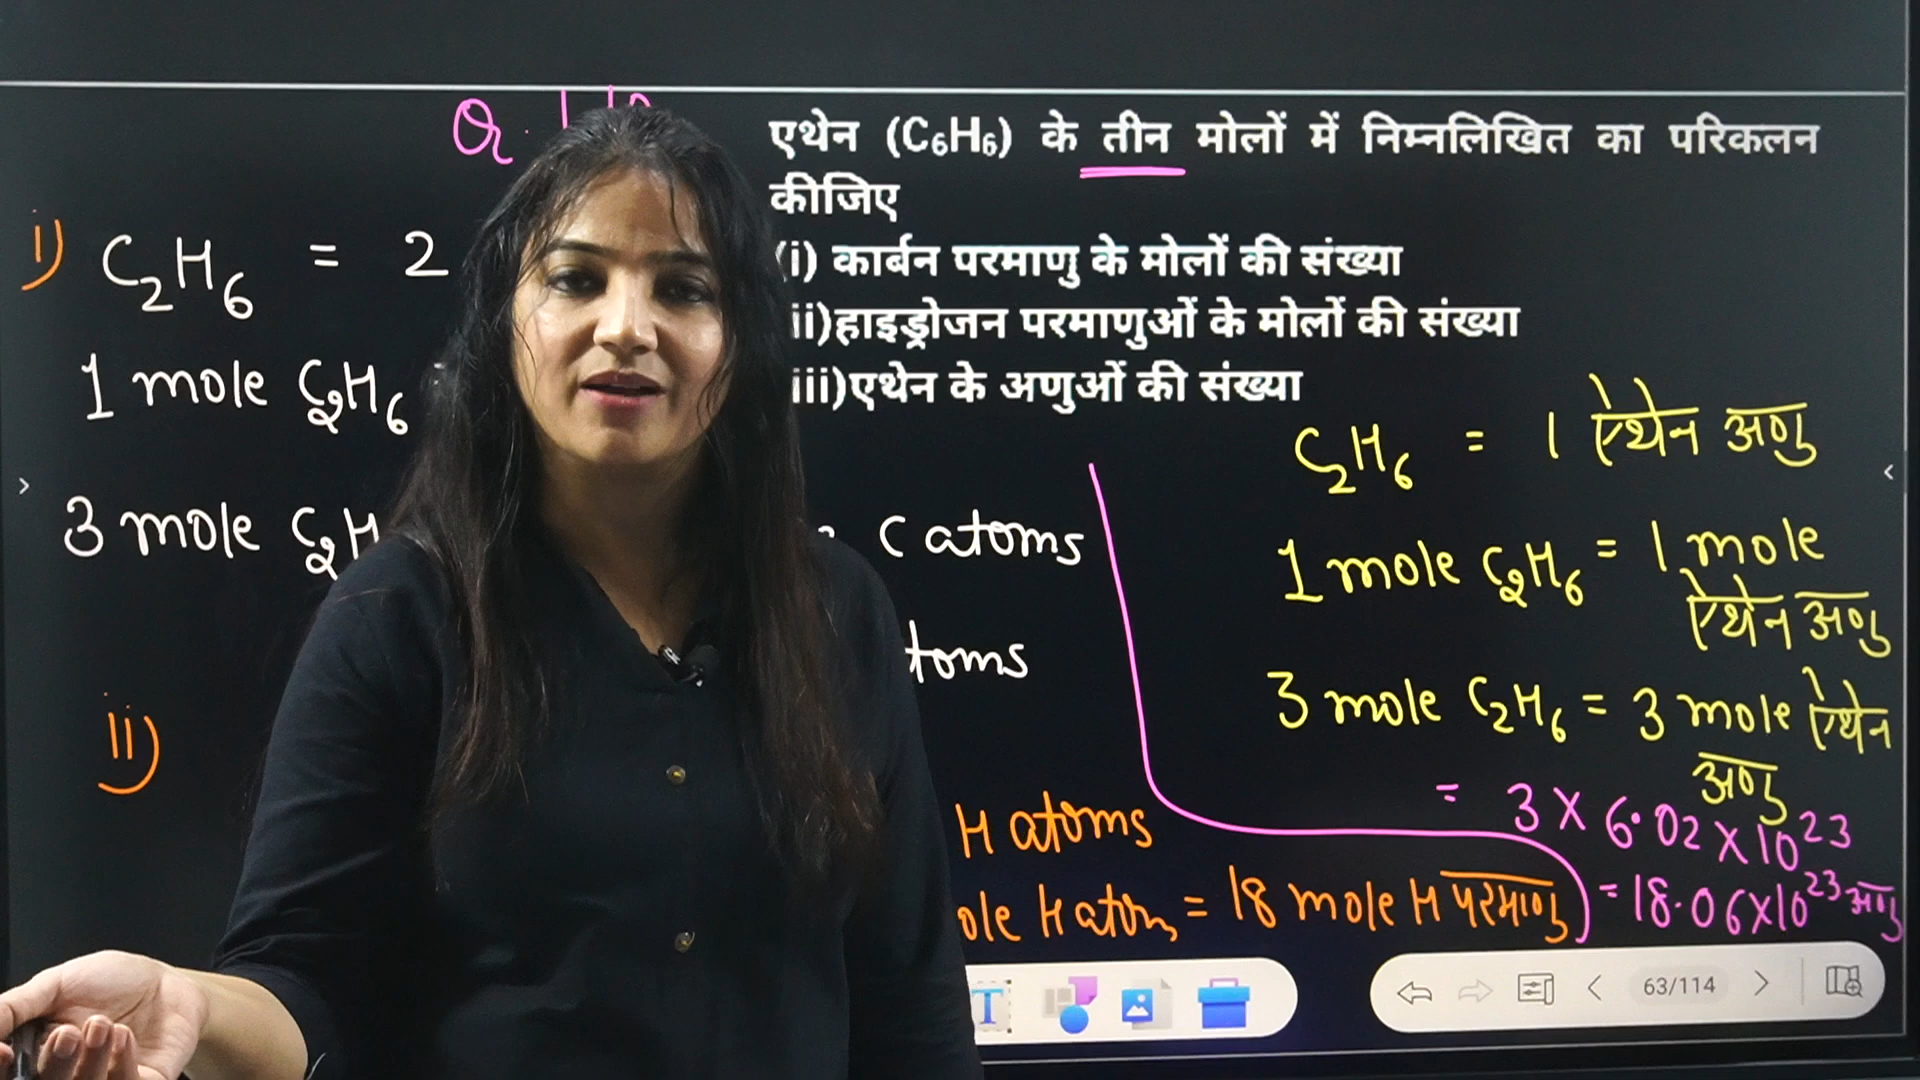 एथेन (C₆H₆) के तीन मोलों में निम्नलिखित का परिकलन
कीजिए
(i) कार्बन परमाणु के मोलों की संख्या
ii)हाइड्रोजन परमाणुओं के मोलों की संख्या
iii)एथेन के अणुओं की संख्या
Q.
i) C₂H₆ = 2
1 mole C₂H₆
3 mole C₂H
C atoms
toms
ii)
H atoms
ole H atom = 18 mole H परमाणु
C₂H₆ = 1 ऐथेन अणु
1 mole C₂H₆ = 1 mole
ऐथेन अणु
3 mole C₂H₆ = 3 mole ऐथेन
अणु
= 3 X 6.02 X 10²³
= 18.06X10²³ अणु
T
63/114